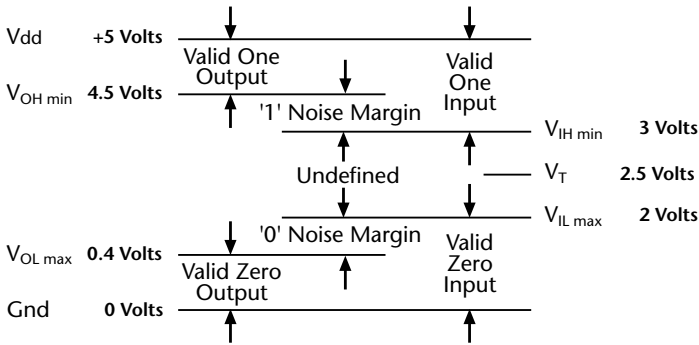 Vdd +5 Volts
Valid One
Output
Valid
One
Input
VOH min 4.5 Volts
'1' Noise Margin
VIH min 3 Volts
Undefined
VT 2.5 Volts
VIL max 2 Volts
'0' Noise Margin
VOL max 0.4 Volts
Valid Zero
Output
Valid
Zero
Input
Gnd 0 Volts